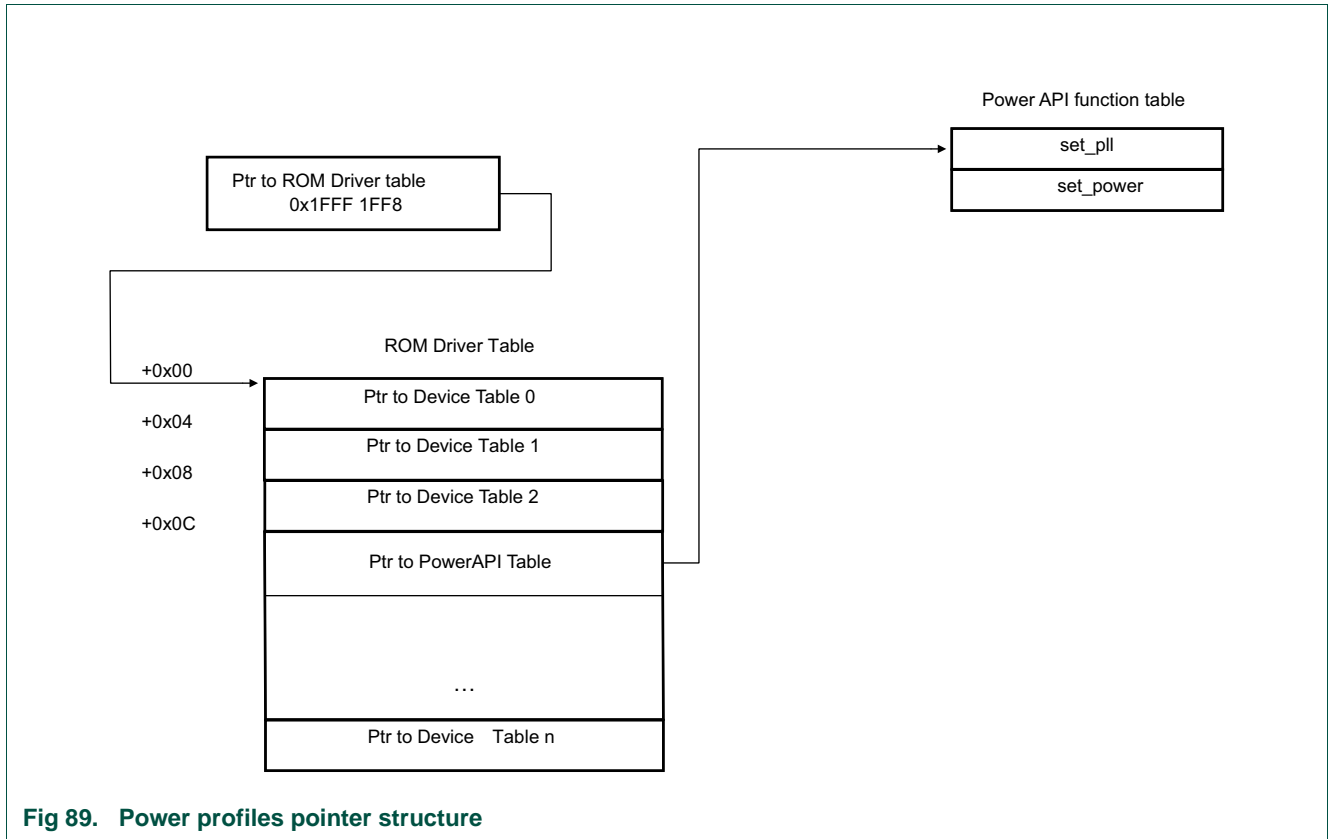 Power API function table
set_pll
set_power
Ptr to ROM Driver table
0x1FFF 1FF8
ROM Driver Table
+0x00
Ptr to Device Table 0
+0x04
Ptr to Device Table 1
+0x08
Ptr to Device Table 2
+0x0C
Ptr to PowerAPI Table
…
Ptr to Device Table n
Fig 89. Power profiles pointer structure